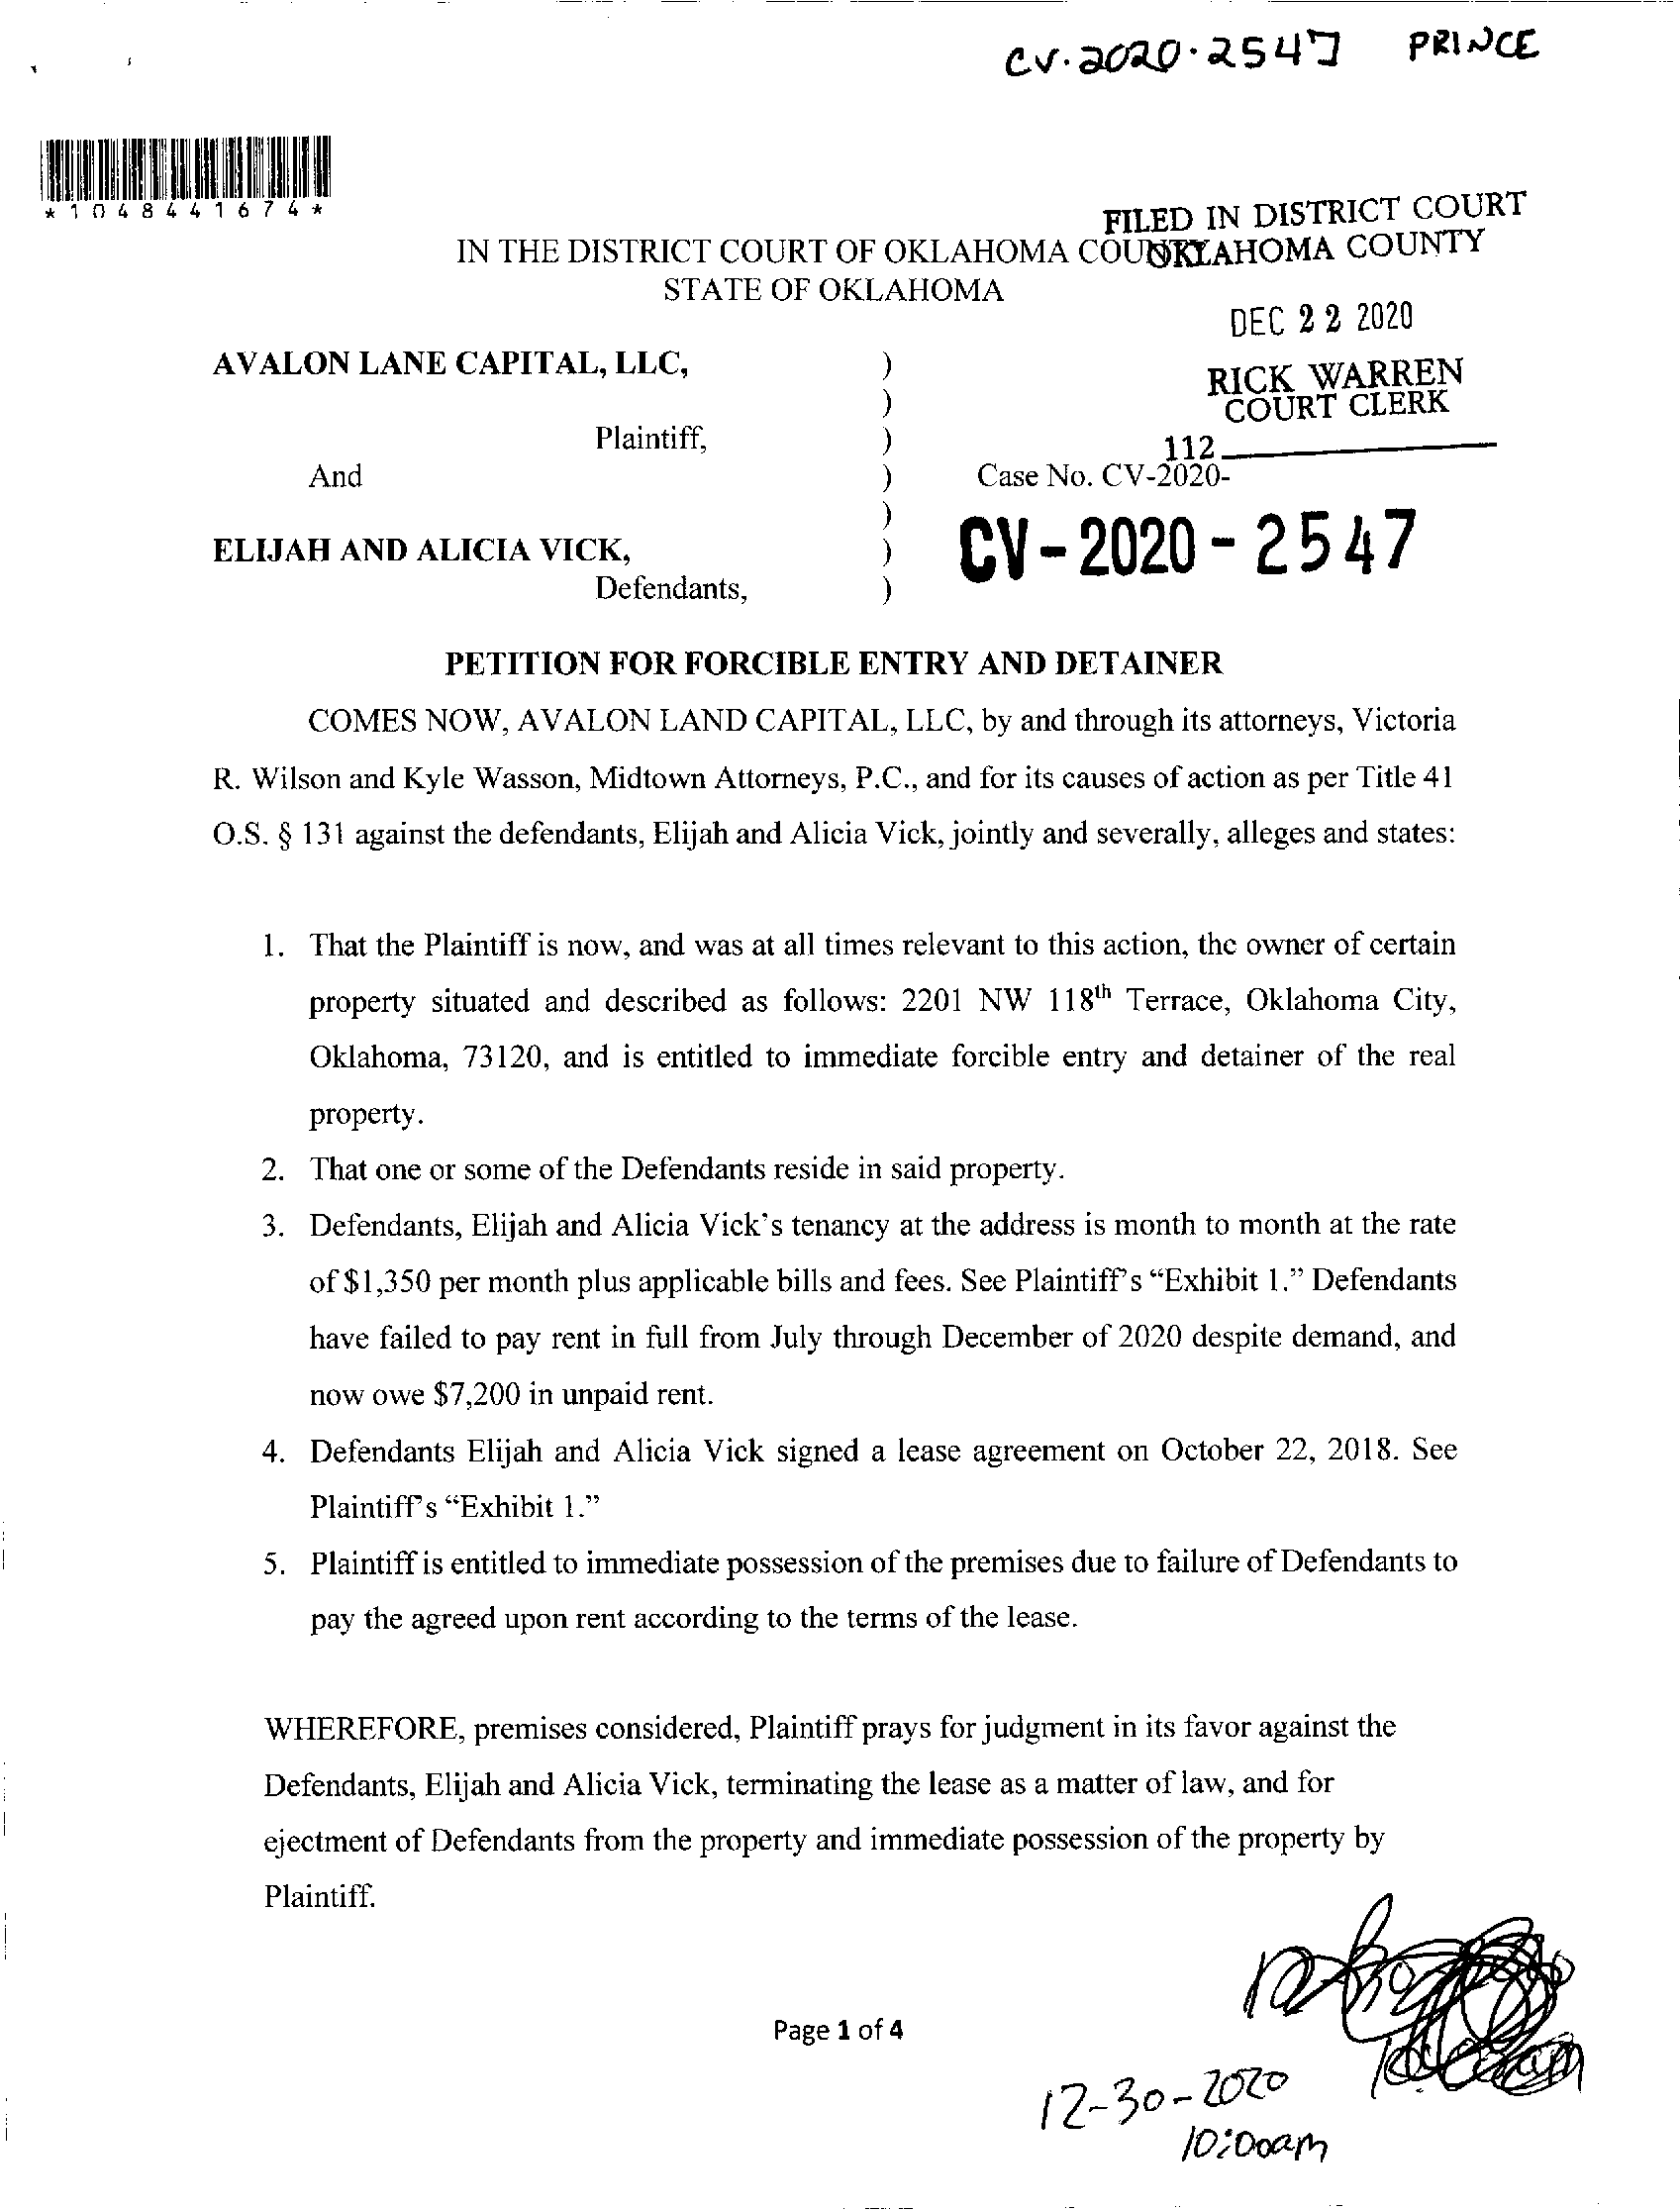 CV.2020.2547 PRINCE
*1048441674*
FILED IN DISTRICT COURT
OKLAHOMA COUNTY
IN THE DISTRICT COURT OF OKLAHOMA COUNTY
STATE OF OKLAHOMA
DEC 22 2020
RICK WARREN
COURT CLERK
112
AVALON LANE CAPITAL, LLC, )
)
Plaintiff, )
And ) Case No. CV-2020-
)
CV-2020-2547
ELIJAH AND ALICIA VICK, )
Defendants, )
PETITION FOR FORCIBLE ENTRY AND DETAINER
COMES NOW, AVALON LAND CAPITAL, LLC, by and through its attorneys, Victoria
R. Wilson and Kyle Wasson, Midtown Attorneys, P.C., and for its causes of action as per Title 41
O.S. § 131 against the defendants, Elijah and Alicia Vick, jointly and severally, alleges and states:
1. That the Plaintiff is now, and was at all times relevant to this action, the owner of certain
property situated and described as follows: 2201 NW 118th Terrace, Oklahoma City,
Oklahoma, 73120, and is entitled to immediate forcible entry and detainer of the real
property.
2. That one or some of the Defendants reside in said property.
3. Defendants, Elijah and Alicia Vick's tenancy at the address is month to month at the rate
of $1,350 per month plus applicable bills and fees. See Plaintiff's “Exhibit 1.” Defendants
have failed to pay rent in full from July through December of 2020 despite demand, and
now owe $7,200 in unpaid rent.
4. Defendants Elijah and Alicia Vick signed a lease agreement on October 22, 2018. See
Plaintiff's “Exhibit 1.”
5. Plaintiff is entitled to immediate possession of the premises due to failure of Defendants to
pay the agreed upon rent according to the terms of the lease.
WHEREFORE, premises considered, Plaintiff prays for judgment in its favor against the
Defendants, Elijah and Alicia Vick, terminating the lease as a matter of law, and for
ejectment of Defendants from the property and immediate possession of the property by
Plaintiff.
Page 1 of 4
12-30-2020
10:00am